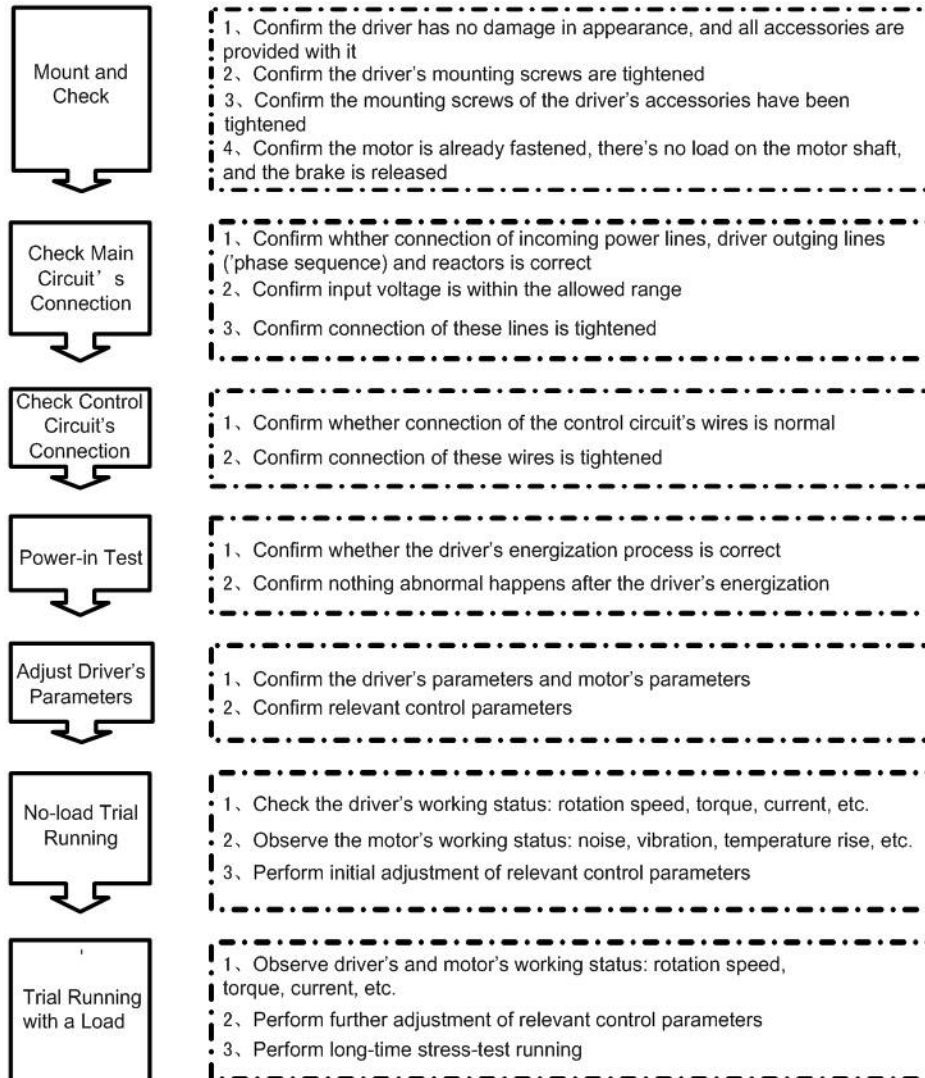 Mount and
Check
1、Confirm the driver has no damage in appearance, and all accessories are
provided with it
2、Confirm the driver's mounting screws are tightened
3、Confirm the mounting screws of the driver's accessories have been
tightened
4、Confirm the motor is already fastened, there's no load on the motor shaft,
and the brake is released
Check Main
Circuit's
Connection
1、Confirm whther connection of incoming power lines, driver outging lines
('phase sequence) and reactors is correct
2、Confirm input voltage is within the allowed range
3、Confirm connection of these lines is tightened
Check Control
Circuit's
Connection
1、Confirm whether connection of the control circuit's wires is normal
2、Confirm connection of these wires is tightened
Power-in Test
1、Confirm whether the driver's energization process is correct
2、Confirm nothing abnormal happens after the driver's energization
Adjust Driver's
Parameters
1、Confirm the driver's parameters and motor's parameters
2、Confirm relevant control parameters
No-load Trial
Running
1、Check the driver's working status: rotation speed, torque, current, etc.
2、Observe the motor's working status: noise, vibration, temperature rise, etc.
3、Perform initial adjustment of relevant control parameters
Trial Running
with a Load
1、Observe driver's and motor's working status: rotation speed,
torque, current, etc.
2、Perform further adjustment of relevant control parameters
3、Perform long-time stress-test running